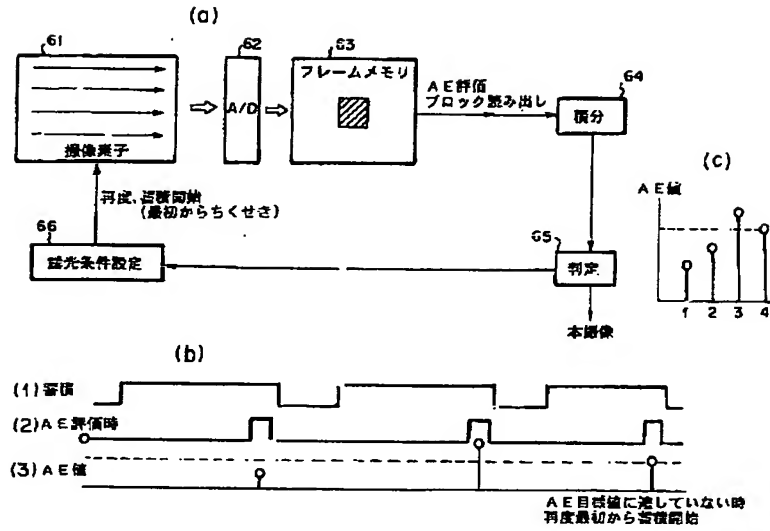 (a)
61
62
63
64
フレームメモリ
A/D
撮像素子
AE評価
ブロック読み出し
積分
(c)
AE値
1 2 3 4
再度、蓄積開始
(最初からちくせき)
66
露光条件設定
65
判定
本撮像
(b)
(1)蓄積
(2)AE評価時
(3)AE値
AE目標値に達していない時
再度最初から蓄積開始